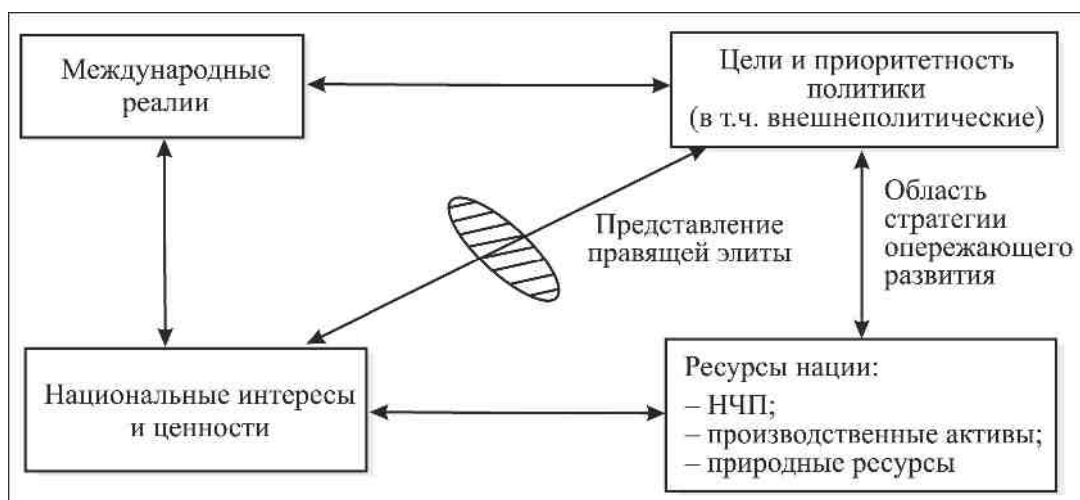 Международные
реалии
Цели и приоритетность
политики
(в т.ч. внешнеполитические)
Представление
правящей элиты
Область
стратегии
опережающего
развития
Национальные интересы
и ценности
Ресурсы нации:
– НЧП;
– производственные активы;
– природные ресурсы